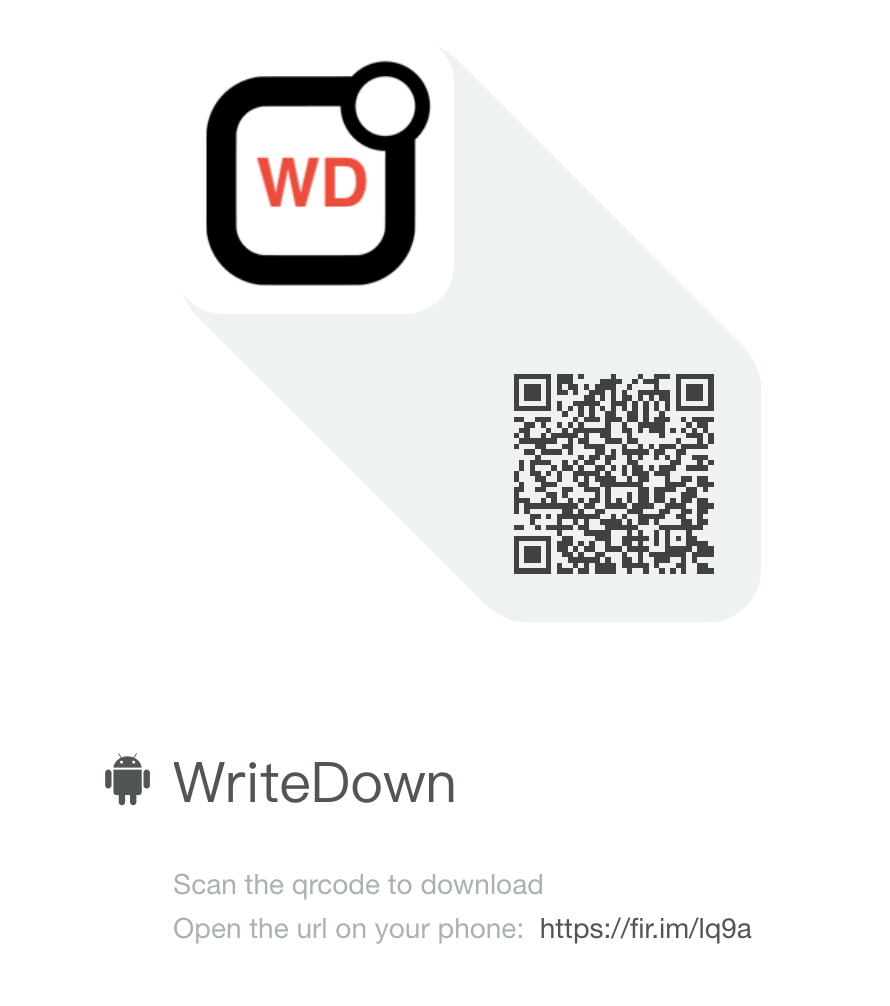 WD
WriteDown
Scan the qrcode to download
Open the url on your phone: https://fir.im/lq9a